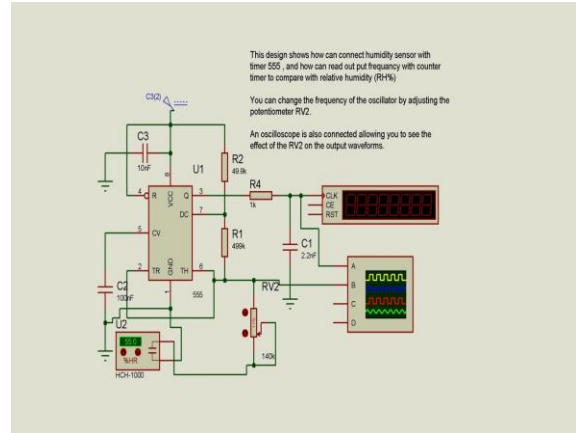 This design shows how can connect humidity sensor with
timer 555 , and how can read out put frquancy with counter
timer to compare with relative humidity (RH%)
You can change the frequency of the oscillator by adjusting the
potentiometer RV2.
An oscilloscope is also connected allowing you to see the
effect of the RV2 on the output waveforms.
C3(2)
C3
10nF
U1
R2
49.9k
R4
1k
4
R
8
VCC
Q
3
DC
7
5
CV
2
TR
GND
1
TH
6
555
R1
499k
C1
2.2nF
CLK
CE
RST
A
B
C
D
C2
100nF
RV2
140k
U2
55.0
%HR
HCH-1000